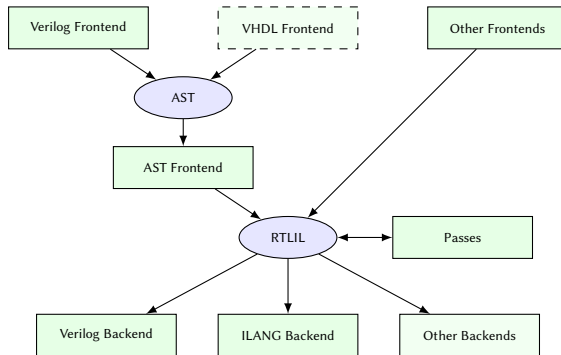 Verilog Frontend
VHDL Frontend
Other Frontends
AST
AST Frontend
RTLIL
Passes
Verilog Backend
ILANG Backend
Other Backends